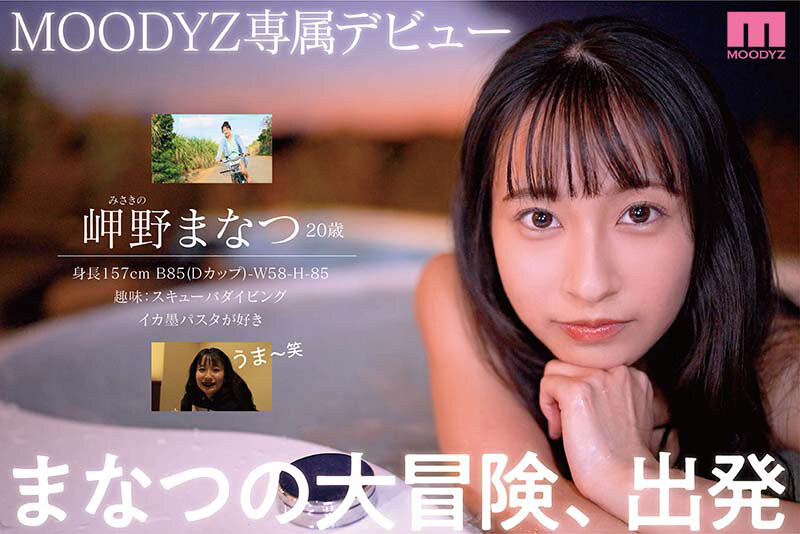 MOODYZ専属デビュー
MOODYZ
みさきの
岬野まなつ 20歳
身長157cm B85(Dカップ)-W58-H-85
趣味：スキューバダイビング
イカ墨パスタが好き
うま〜笑
まなつの大冒険、出発